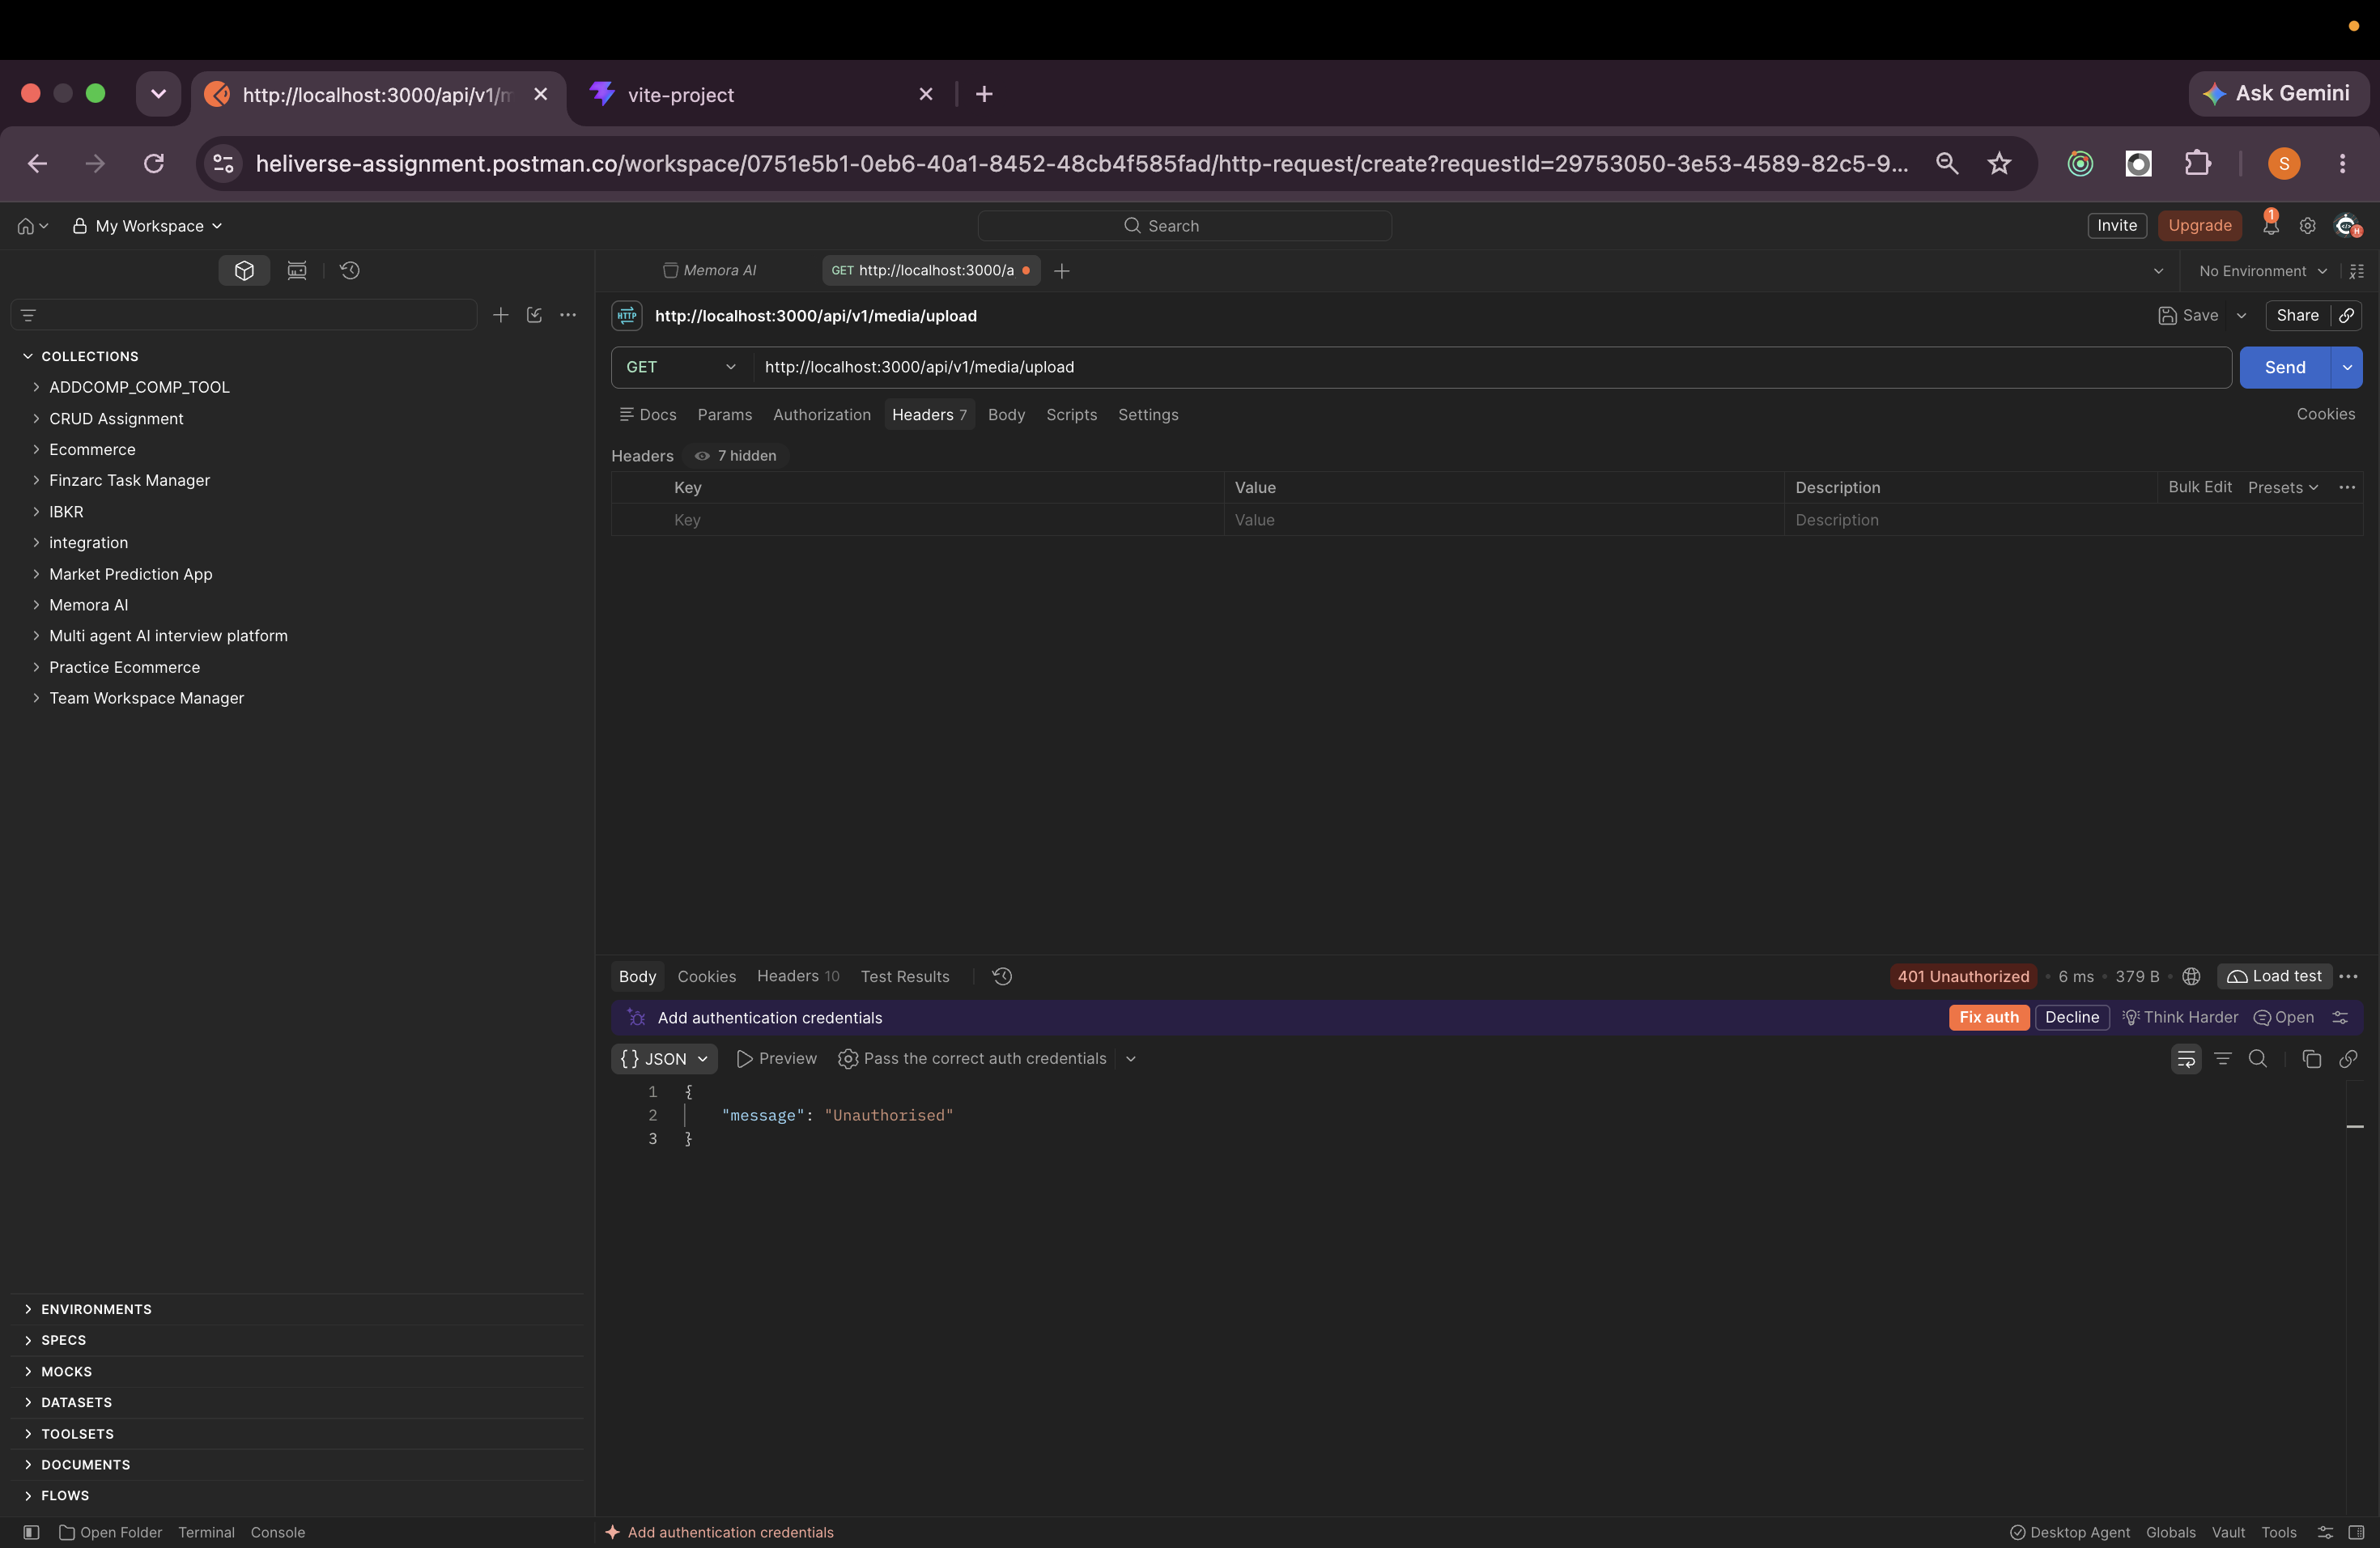 http://localhost:3000/api/v1/m
vite-project
Ask Gemini
heliverse-assignment.postman.co/workspace/0751e5b1-0eb6-40a1-8452-48cb4f585fad/http-request/create?requestId=29753050-3e53-4589-82c5-9...
S
My Workspace
Search
Invite
Upgrade
1
H
Memora AI
GET http://localhost:3000/a
No Environment
HTTP
http://localhost:3000/api/v1/media/upload
Save
Share
COLLECTIONS
ADDCOMP_COMP_TOOL
CRUD Assignment
Ecommerce
Finzarc Task Manager
IBKR
integration
Market Prediction App
Memora AI
Multi agent AI interview platform
Practice Ecommerce
Team Workspace Manager
GET
http://localhost:3000/api/v1/media/upload
Send
Docs
Params
Authorization
Headers 7
Body
Scripts
Settings
Cookies
Headers
7 hidden
Key
Value
Description
Bulk Edit
Presets
Key
Value
Description
Body
Cookies
Headers 10
Test Results
401 Unauthorized
6 ms
379 B
Load test
Add authentication credentials
Fix auth
Decline
Think Harder
Open
{} JSON
Preview
Pass the correct auth credentials
1 {
2 "message": "Unauthorised"
3 }
ENVIRONMENTS
SPECS
MOCKS
DATASETS
TOOLSETS
DOCUMENTS
FLOWS
Open Folder
Terminal
Console
Add authentication credentials
Desktop Agent
Globals
Vault
Tools